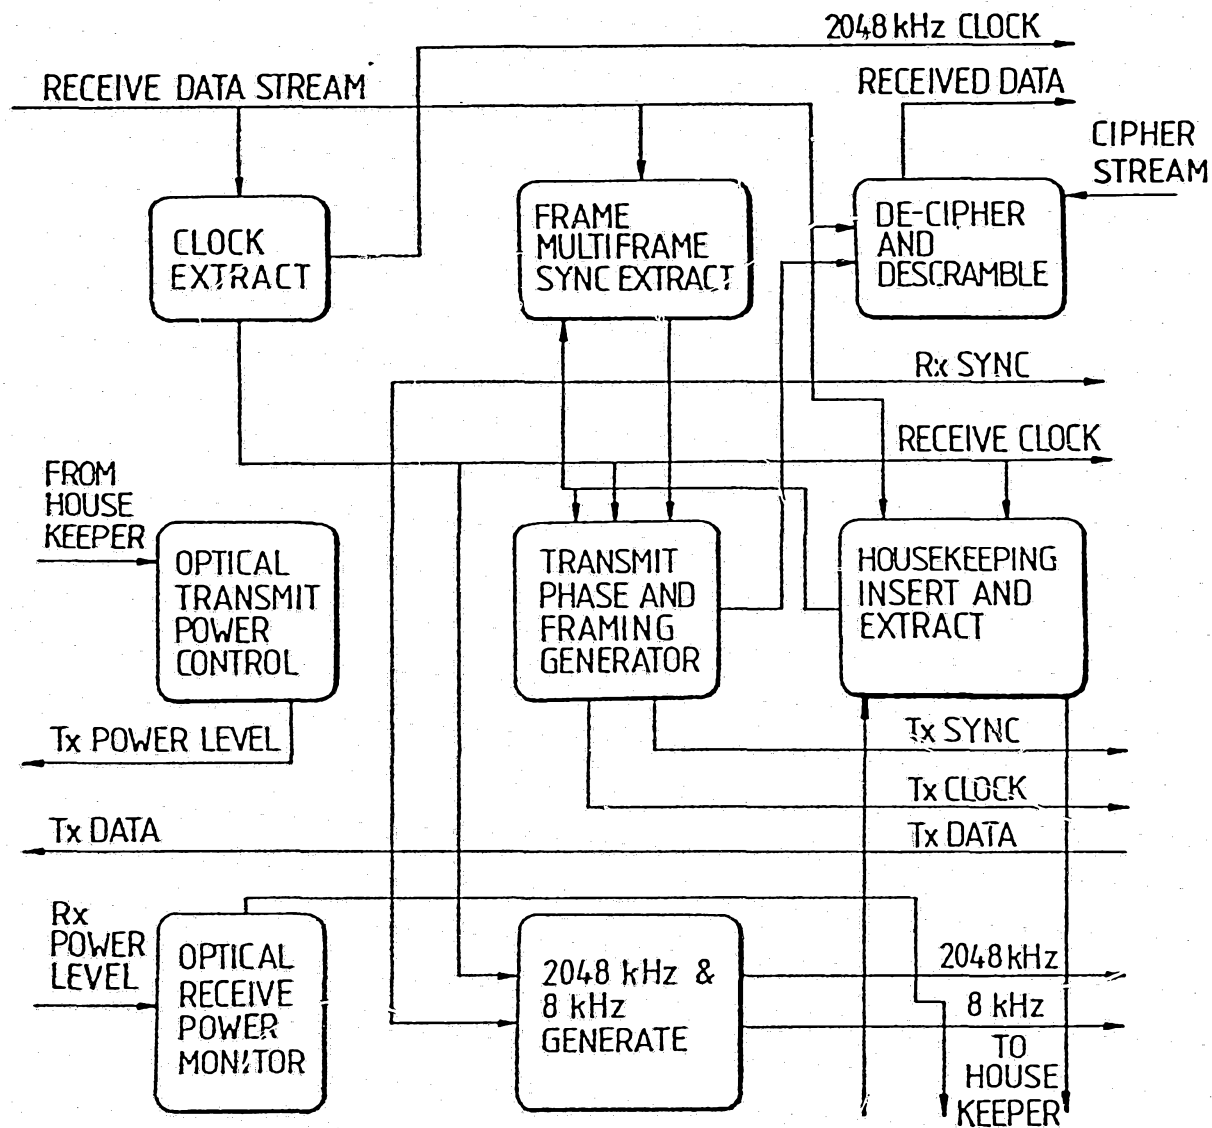 2048 kHz CLOCK
RECEIVE DATA STREAM
RECEIVED DATA
CIPHER
STREAM
CLOCK
EXTRACT
FRAME
MULTIFRAME
SYNC EXTRACT
DE-CIPHER
AND
DESCRAMBLE
Rx SYNC
RECEIVE CLOCK
FROM
HOUSE
KEEPER
OPTICAL
TRANSMIT
POWER
CONTROL
TRANSMIT
PHASE AND
FRAMING
GENERATOR
HOUSEKEEPING
INSERT AND
EXTRACT
Tx POWER LEVEL
Tx SYNC
Tx CLOCK
Tx DATA
Tx DATA
Rx
POWER
LEVEL
OPTICAL
RECEIVE
POWER
MONITOR
2048 kHz &
8 kHz
GENERATE
2048 kHz
8 kHz
TO
HOUSE
KEEPER